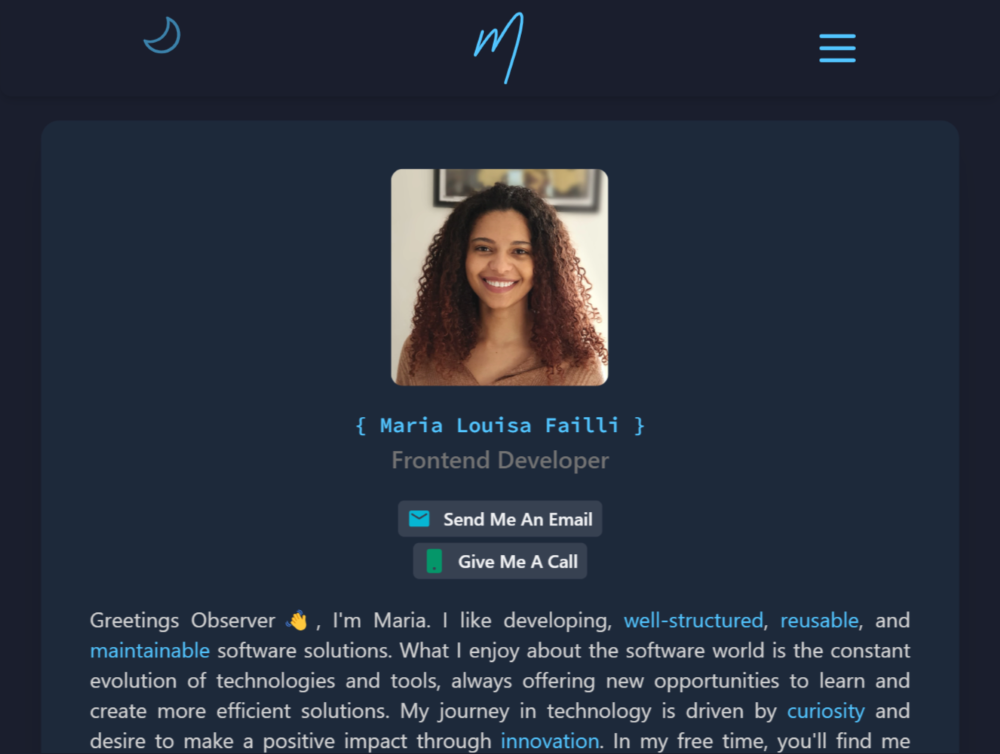 m
{ Maria Louisa Failli }
Frontend Developer
Send Me An Email
Give Me A Call
Greetings Observer 👋 , I'm Maria. I like developing, well-structured, reusable, and
maintainable software solutions. What I enjoy about the software world is the constant
evolution of technologies and tools, always offering new opportunities to learn and
create more efficient solutions. My journey in technology is driven by curiosity and
desire to make a positive impact through innovation. In my free time, you'll find me